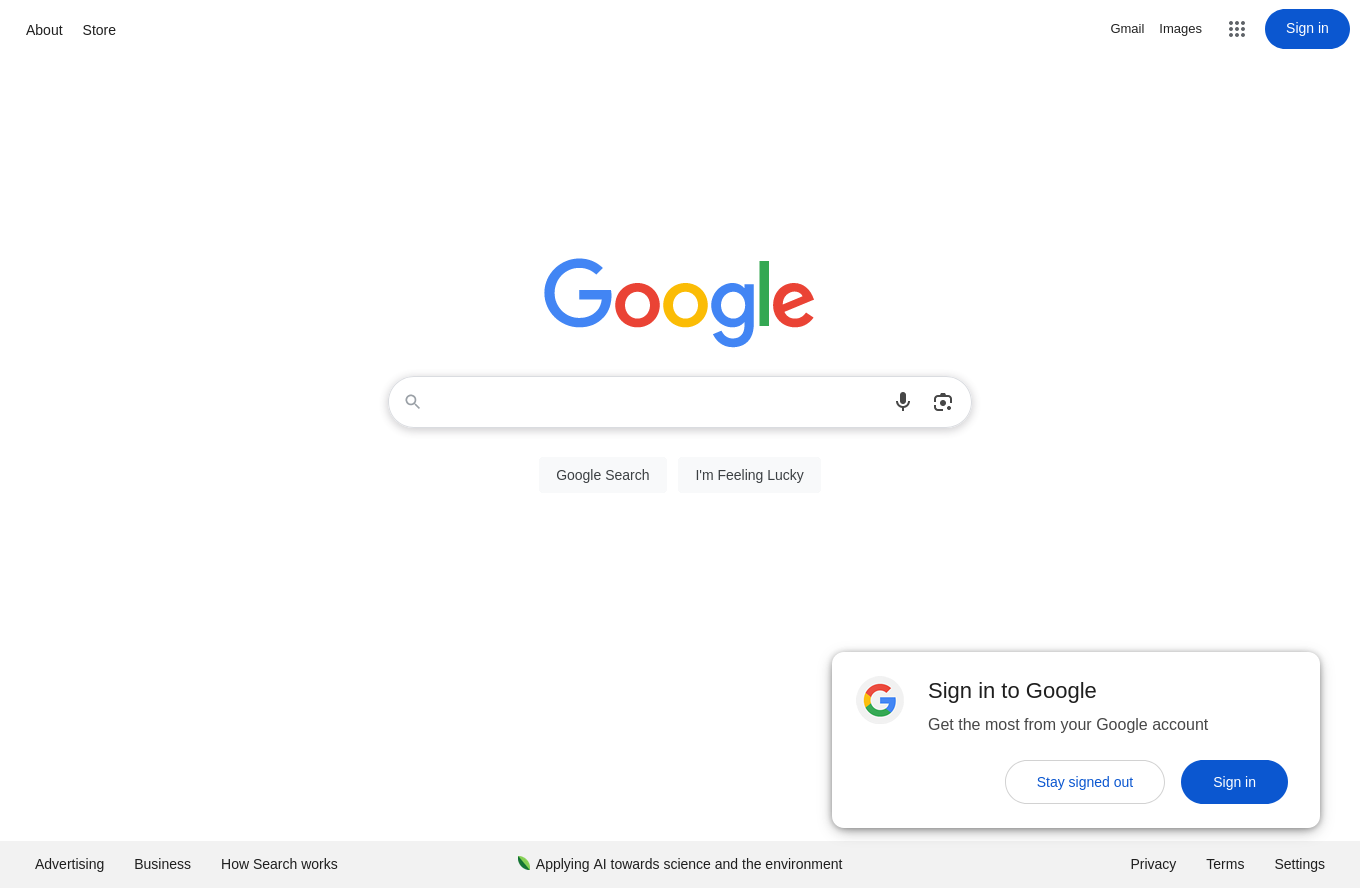 About Store
Gmail Images Sign in
Google
Google Search I'm Feeling Lucky
Sign in to Google
Get the most from your Google account
Stay signed out Sign in
Advertising Business How Search works Applying AI towards science and the environment Privacy Terms Settings